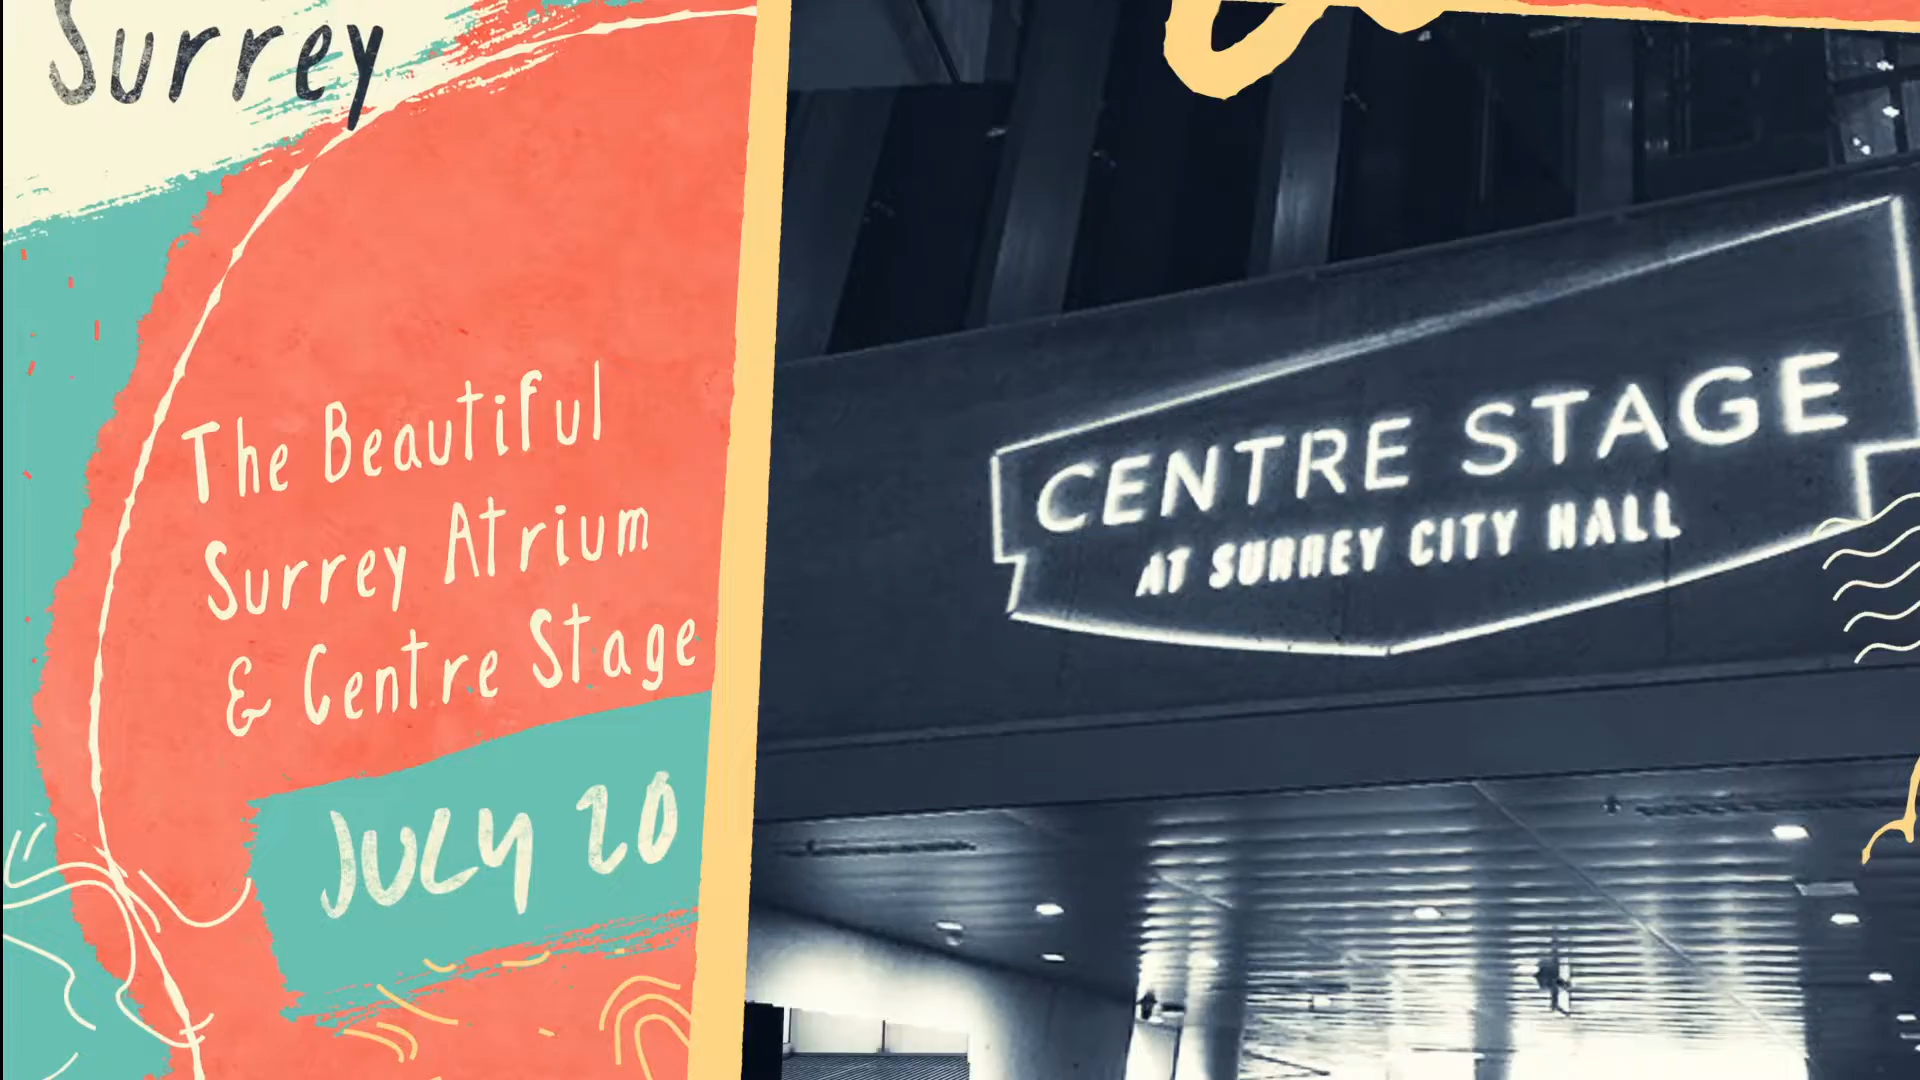 Surrey
The Beautiful
Surrey Atrium
& Centre Stage
JULY 20
CENTRE STAGE
AT SURREY CITY HALL